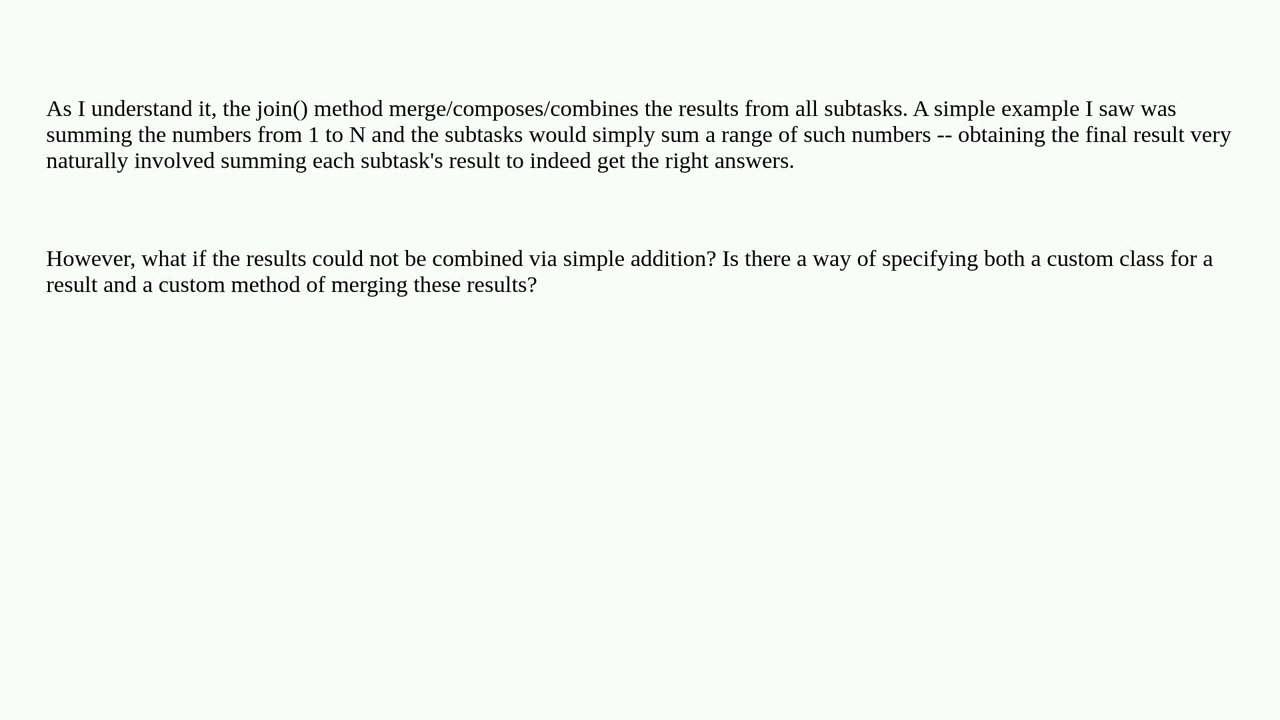 As I understand it, the join() method merge/composes/combines the results from all subtasks. A simple example I saw was
summing the numbers from 1 to N and the subtasks would simply sum a range of such numbers -- obtaining the final result very
naturally involved summing each subtask's result to indeed get the right answers.
However, what if the results could not be combined via simple addition? Is there a way of specifying both a custom class for a
result and a custom method of merging these results?